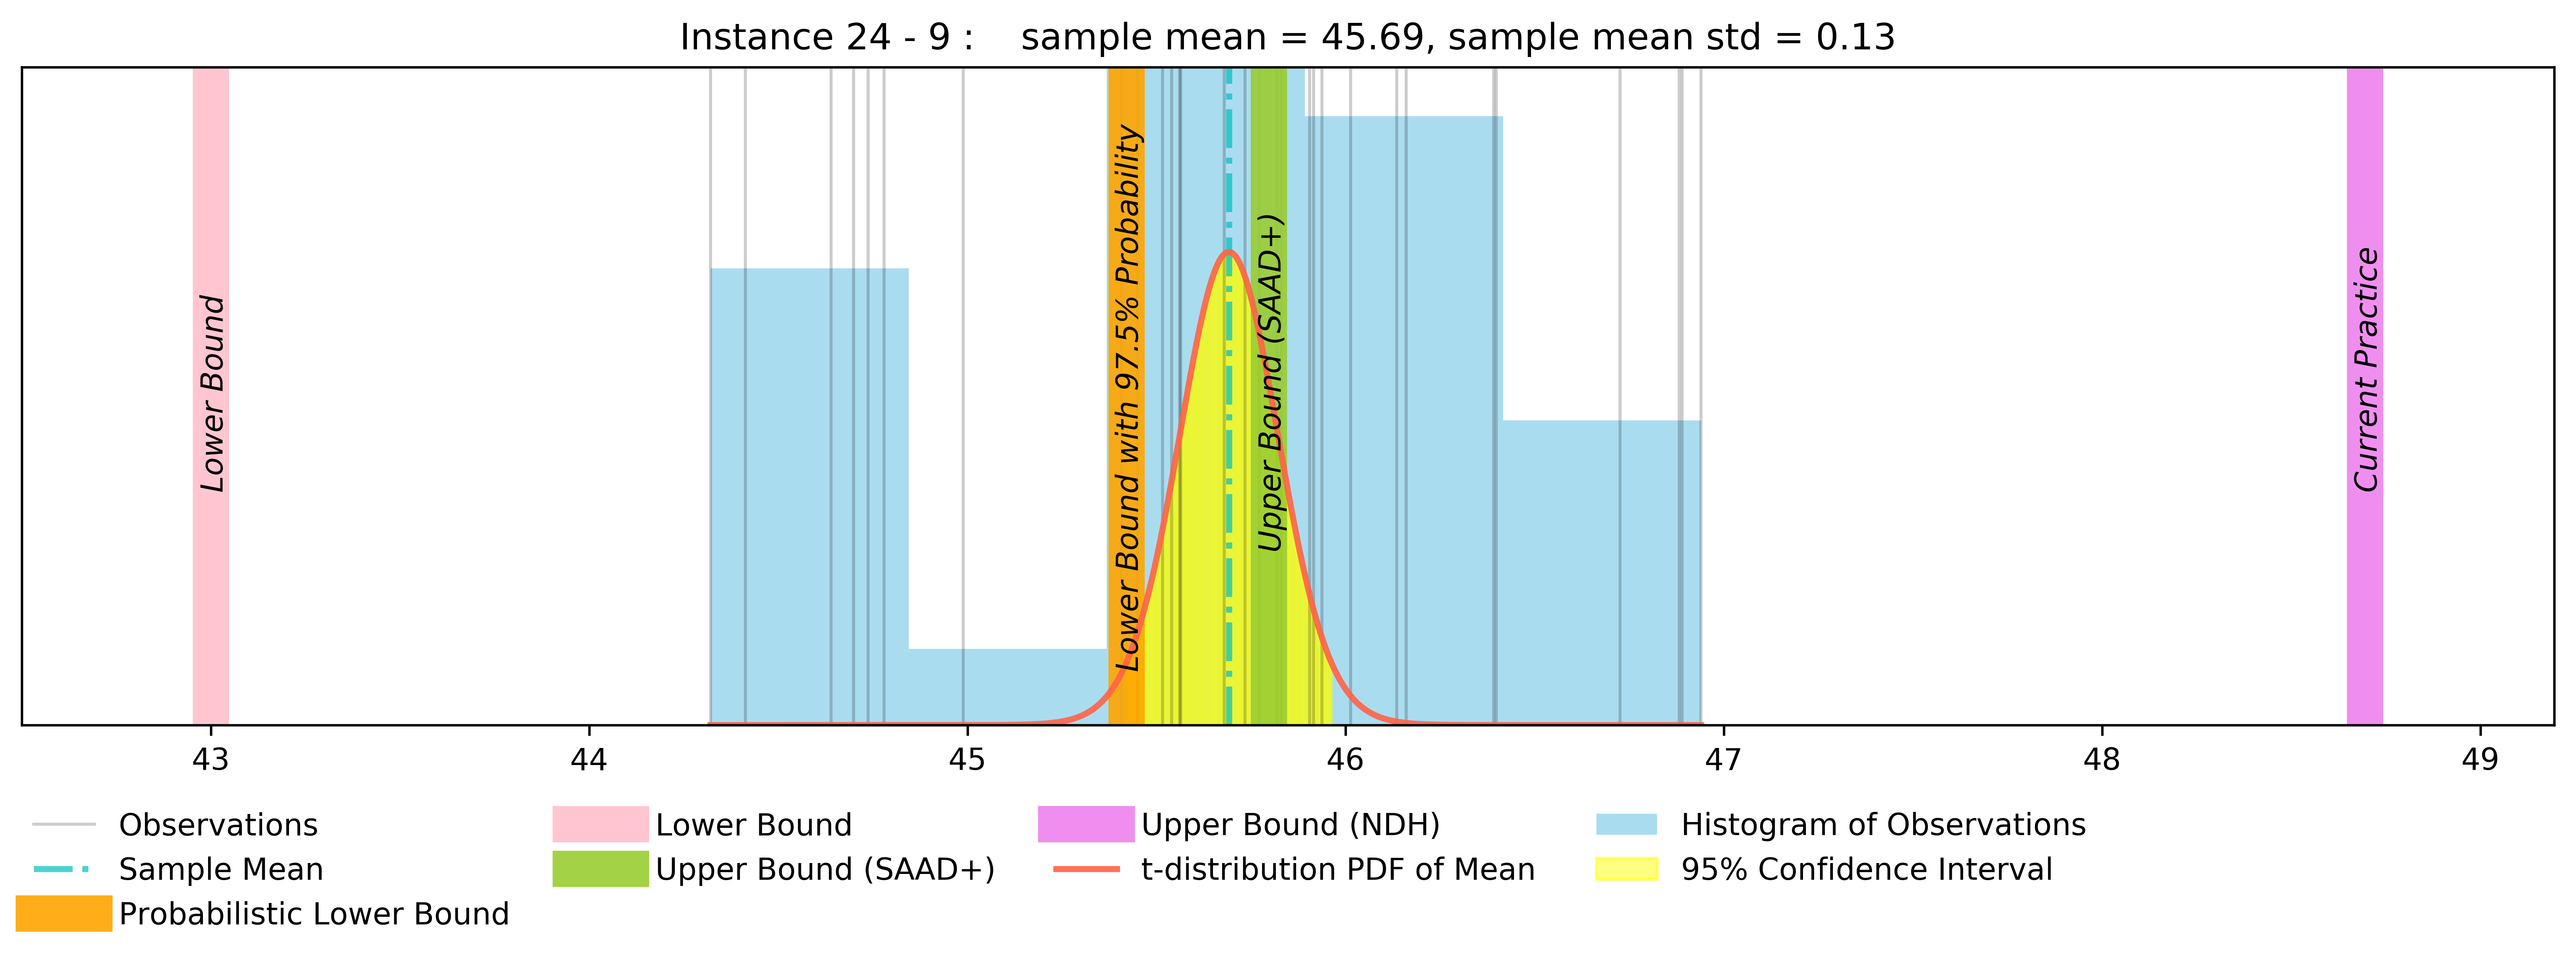 Instance 24 - 9 :    sample mean = 45.69, sample mean std = 0.13
Lower Bound
Lower Bound with 97.5% Probability
Upper Bound (SAAD+)
Current Practice
43 44 45 46 47 48 49
Observations
Sample Mean
Probabilistic Lower Bound
Lower Bound
Upper Bound (SAAD+)
Upper Bound (NDH)
t-distribution PDF of Mean
Histogram of Observations
95% Confidence Interval